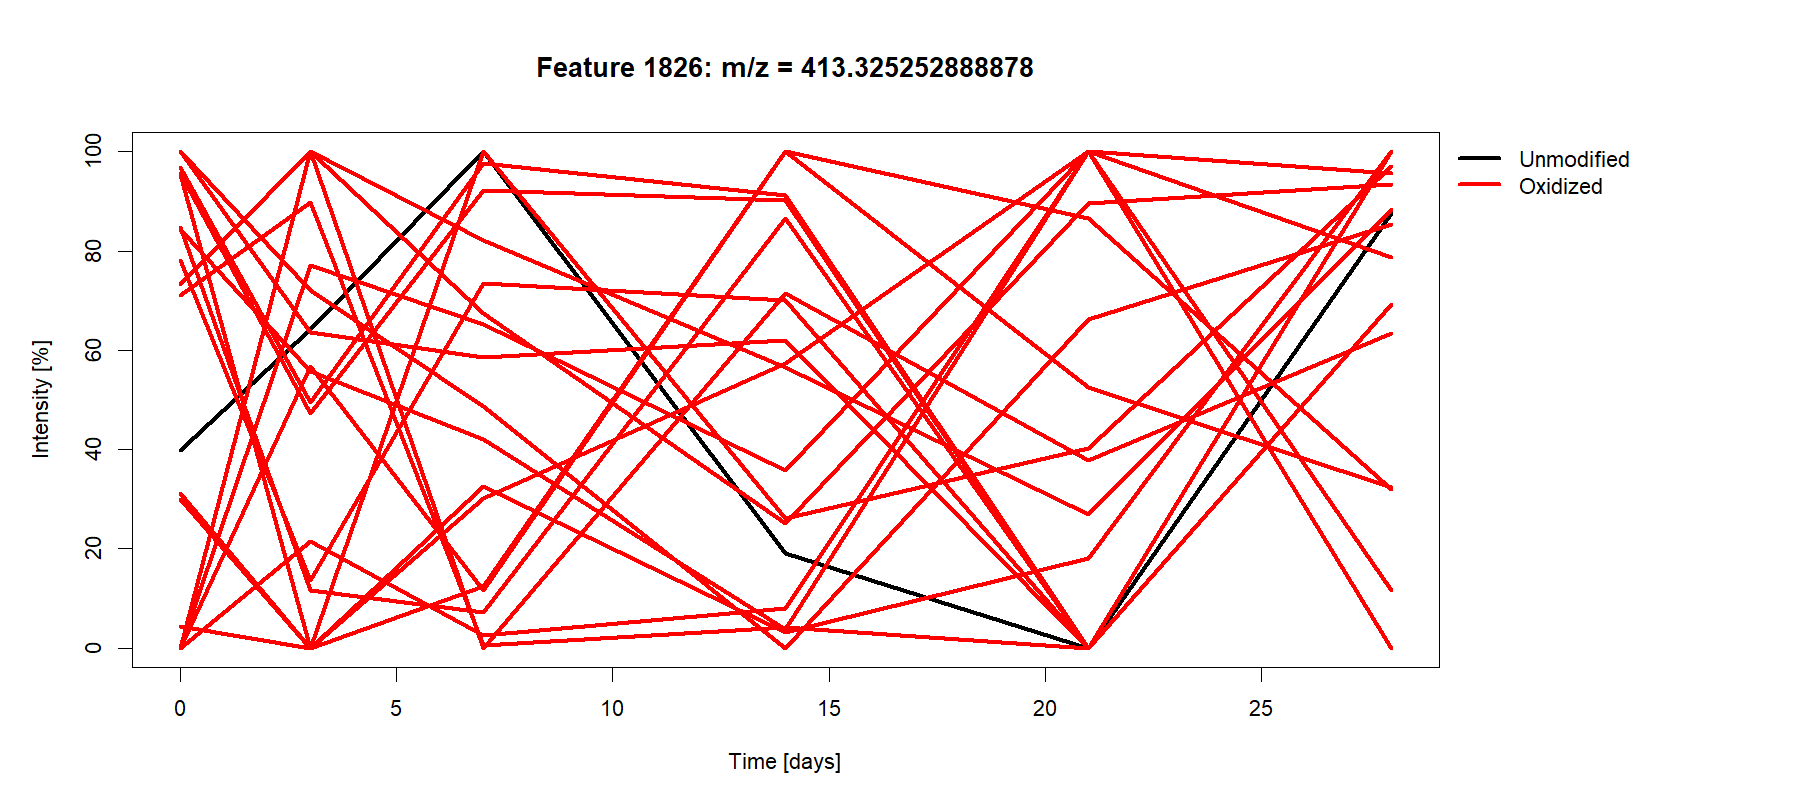 Feature 1826: m/z = 413.325252888878
Unmodified
Oxidized
Intensity [%]
100
80
60
40
20
0
0 5 10 15 20 25
Time [days]